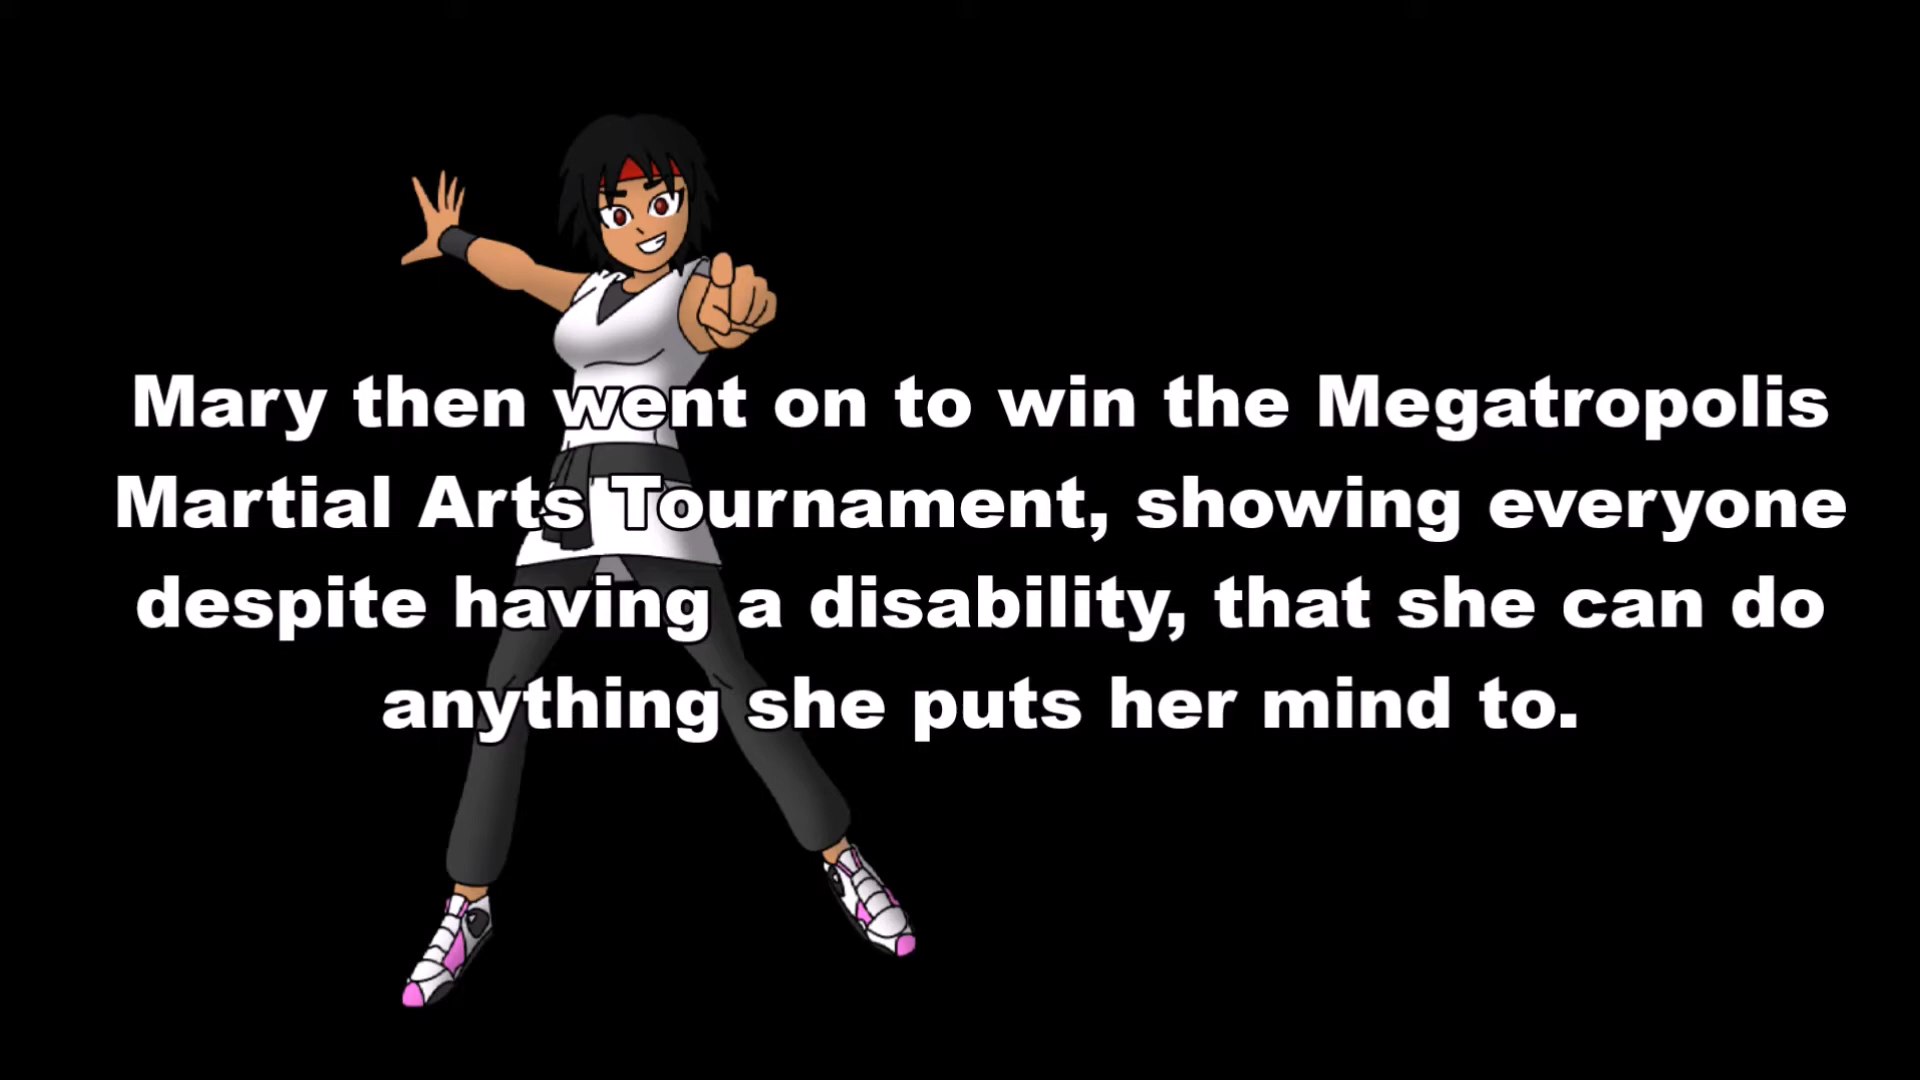 Mary then went on to win the Megatropolis
Martial Arts Tournament, showing everyone
despite having a disability, that she can do
anything she puts her mind to.